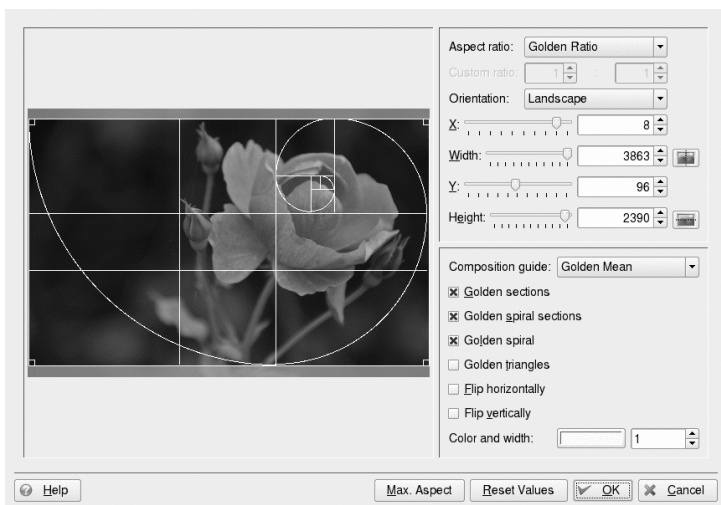 Aspect ratio: Golden Ratio
Custom ratio: 1 : 1
Orientation: Landscape
X: 8
Width: 3863
Y: 96
Height: 2390
Composition guide: Golden Mean
Golden sections
Golden spiral sections
Golden spiral
Golden triangles
Flip horizontally
Flip vertically
Color and width: 1
Help Max. Aspect Reset Values OK Cancel